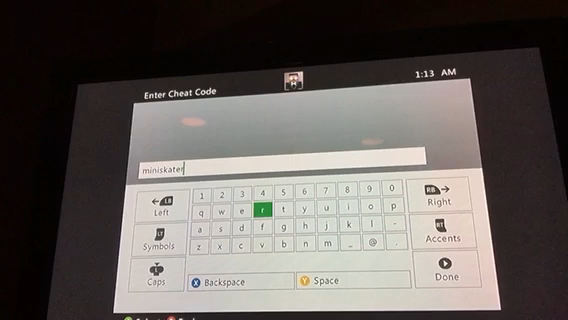 1:13 AM
Enter Cheat Code
miniskater
LB
Left
1 2 3 4 5 6 7 8 9 0
RB
Right
q w e r t y u i o p
LT
Symbols
a s d f g h j k l -
RT
Accents
z x c v b n m _ @ .
L
Caps
X Backspace
Y Space
Done